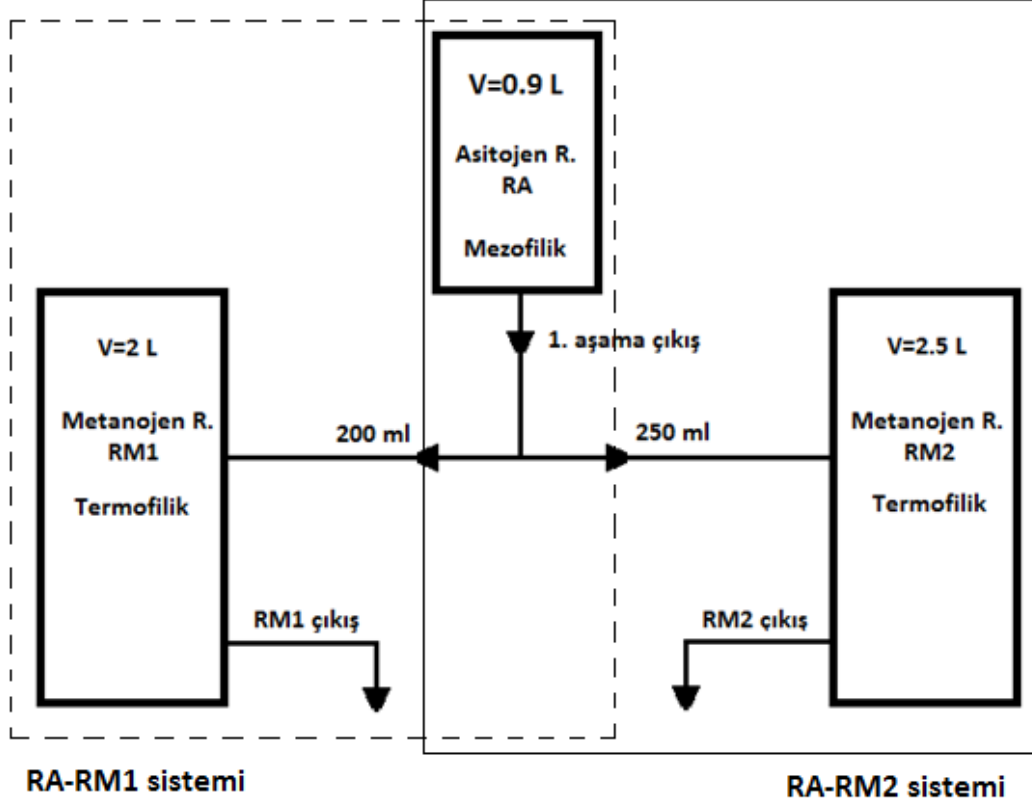 V=0.9 L
Asitojen R.
RA
Mezofilik
1. aşama çıkış
V=2 L
Metanojen R.
RM1
Termofilik
200 ml
250 ml
V=2.5 L
Metanojen R.
RM2
Termofilik
RM1 çıkış
RM2 çıkış
RA-RM1 sistemi
RA-RM2 sistemi